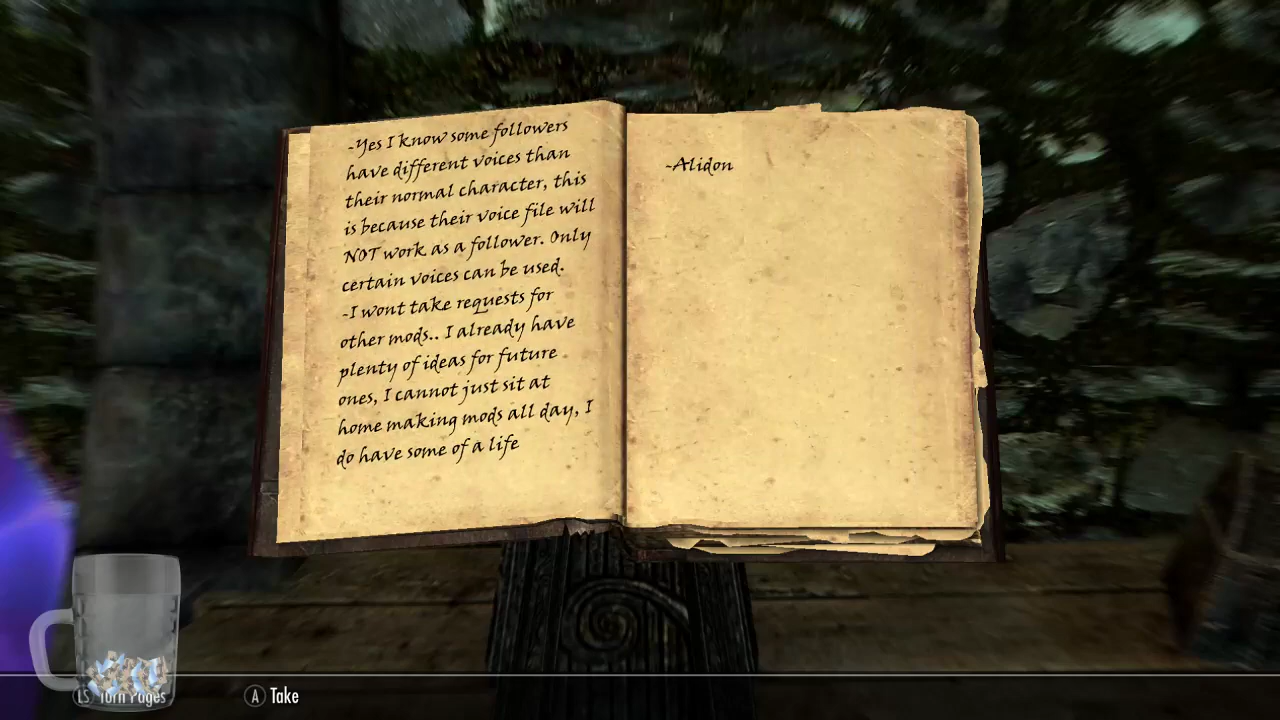 -Yes I know some followers
have different voices than
their normal character, this
is because their voice file will
NOT work as a follower. Only
certain voices can be used.
-I wont take requests for
other mods.. I already have
plenty of ideas for future
ones, I cannot just sit at
home making mods all day, I
do have some of a life
-Alidon
LS Turn Pages
A Take